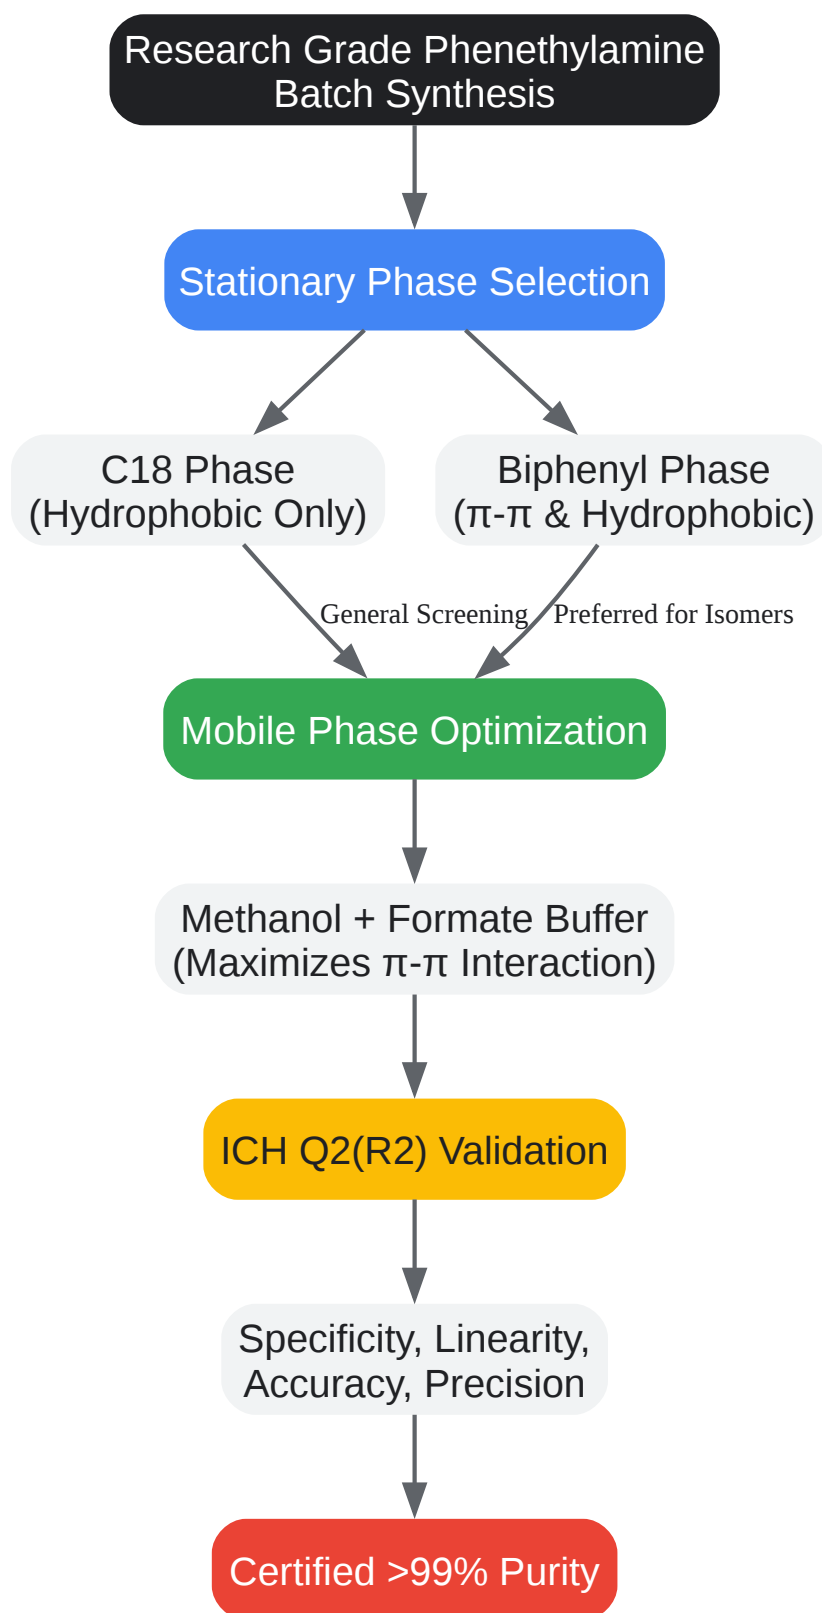 Research Grade Phenethylamine
Batch Synthesis
Stationary Phase Selection
C18 Phase
(Hydrophobic Only)
Biphenyl Phase
(π-π & Hydrophobic)
General Screening
Preferred for Isomers
Mobile Phase Optimization
Methanol + Formate Buffer
(Maximizes π-π Interaction)
ICH Q2(R2) Validation
Specificity, Linearity,
Accuracy, Precision
Certified >99% Purity